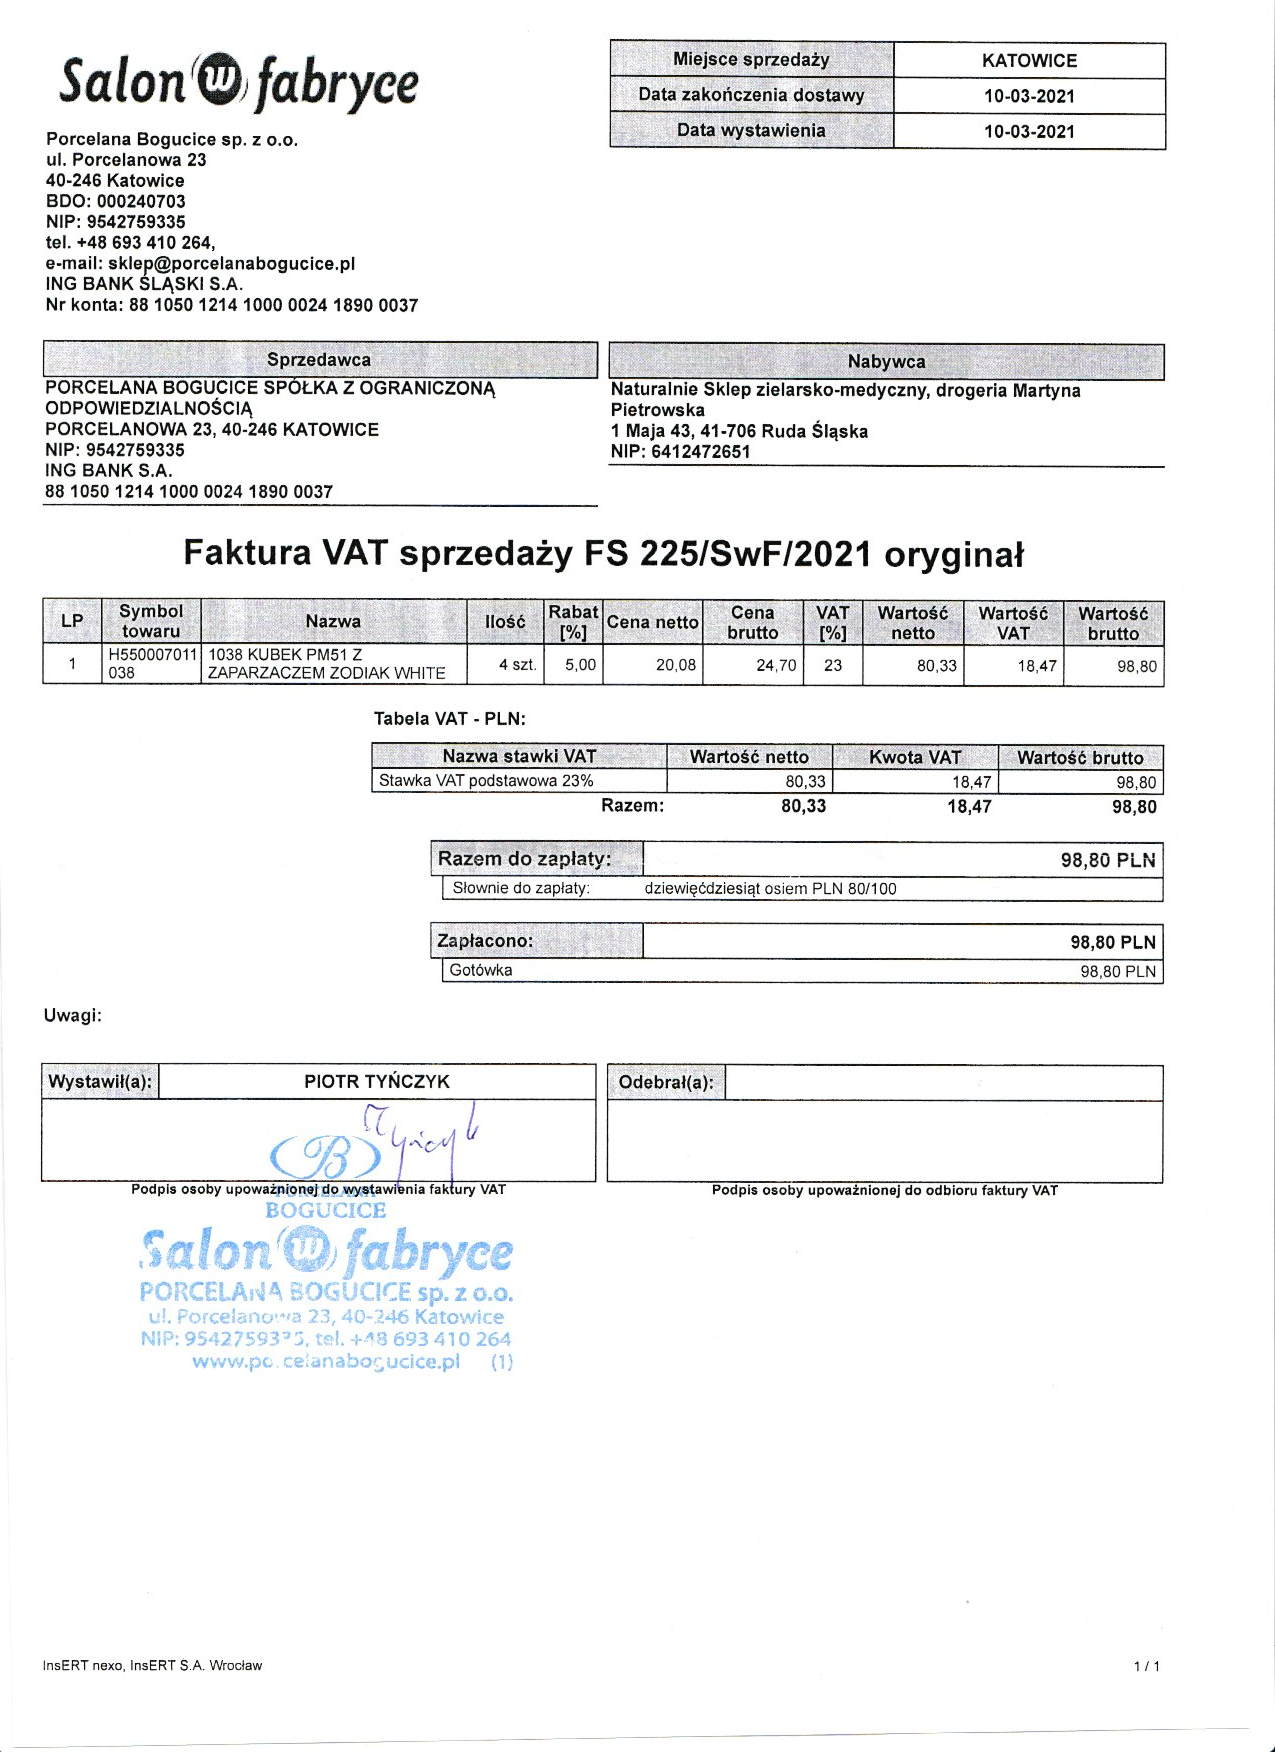 Salon w fabryce
Porcelana Bogucice sp. z o.o.
ul. Porcelanowa 23
40-246 Katowice
BDO: 000240703
NIP: 9542759335
tel. +48 693 410 264,
e-mail: sklep@porcelanabogucice.pl
ING BANK ŚLĄSKI S.A.
Nr konta: 88 1050 1214 1000 0024 1890 0037
Miejsce sprzedaży KATOWICE
Data zakończenia dostawy 10-03-2021
Data wystawienia 10-03-2021
Sprzedawca
PORCELANA BOGUCICE SPÓŁKA Z OGRANICZONĄ
ODPOWIEDZIALNOŚCIĄ
PORCELANOWA 23, 40-246 KATOWICE
NIP: 9542759335
ING BANK S.A.
88 1050 1214 1000 0024 1890 0037
Nabywca
Naturalnie Sklep zielarsko-medyczny, drogeria Martyna
Pietrowska
1 Maja 43, 41-706 Ruda Śląska
NIP: 6412472651
Faktura VAT sprzedaży FS 225/SwF/2021 oryginał
LP Symbol towaru Nazwa Ilość Rabat [%] Cena netto Cena brutto VAT [%] Wartość netto Wartość VAT Wartość brutto
1 H550007011 1038 KUBEK PM51 Z 4 szt. 5,00 20,08 24,70 23 80,33 18,47 98,80
038 ZAPARZACZEM ZODIAK WHITE
Tabela VAT - PLN:
Nazwa stawki VAT Wartość netto Kwota VAT Wartość brutto
Stawka VAT podstawowa 23% 80,33 18,47 98,80
Razem: 80,33 18,47 98,80
Razem do zapłaty: 98,80 PLN
Słownie do zapłaty: dziewięćdziesiąt osiem PLN 80/100
Zapłacono: 98,80 PLN
Gotówka 98,80 PLN
Uwagi:
Wystawił(a): PIOTR TYŃCZYK
Odebrał(a):
B
Podpis osoby upoważnionej do wystawienia faktury VAT
Podpis osoby upoważnionej do odbioru faktury VAT
PORCELANA
BOGUCICE
Salon w fabryce
PORCELANA BOGUCICE sp. z o.o.
ul. Porcelanowa 23, 40-246 Katowice
NIP: 9542759335, tel. +48 693 410 264
www.porcelanabogucice.pl (1)
InsERT nexo, InsERT S.A. Wrocław
1 / 1